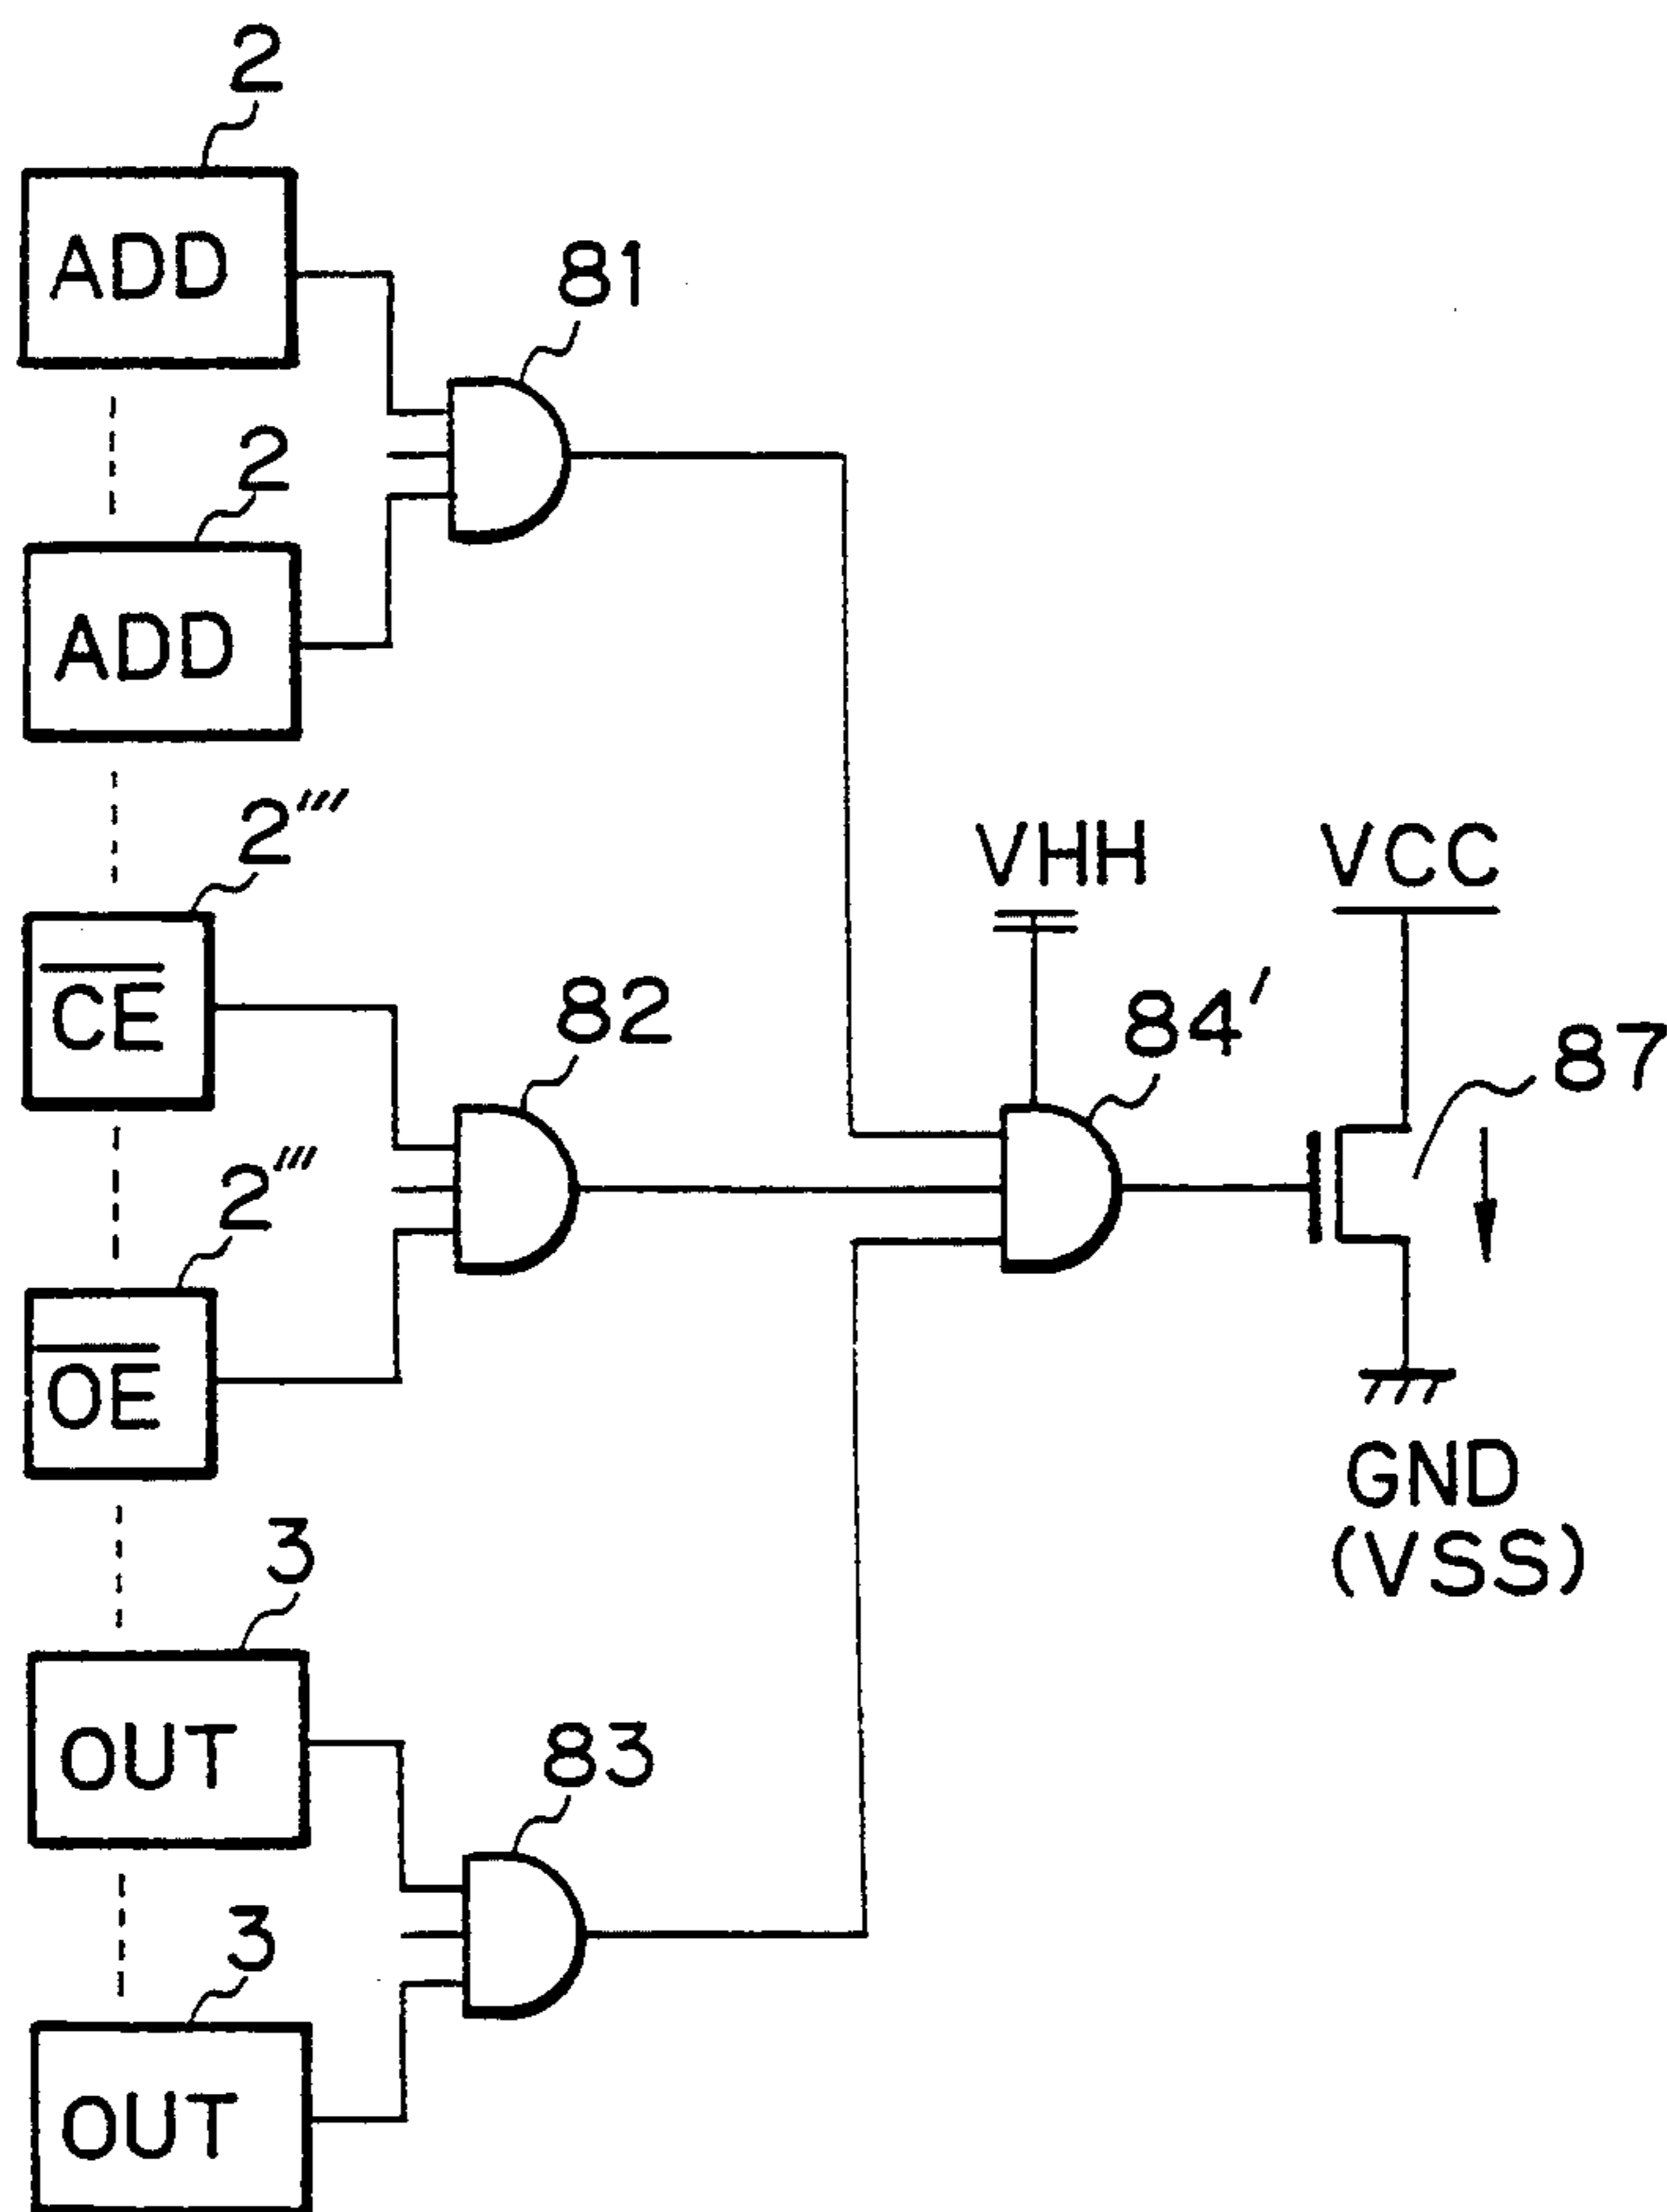 2
ADD
81
2
ADD
2'''
CE
82
2'''
OE
VHH
VCC
84'
87
GND
(VSS)
3
OUT
83
3
OUT